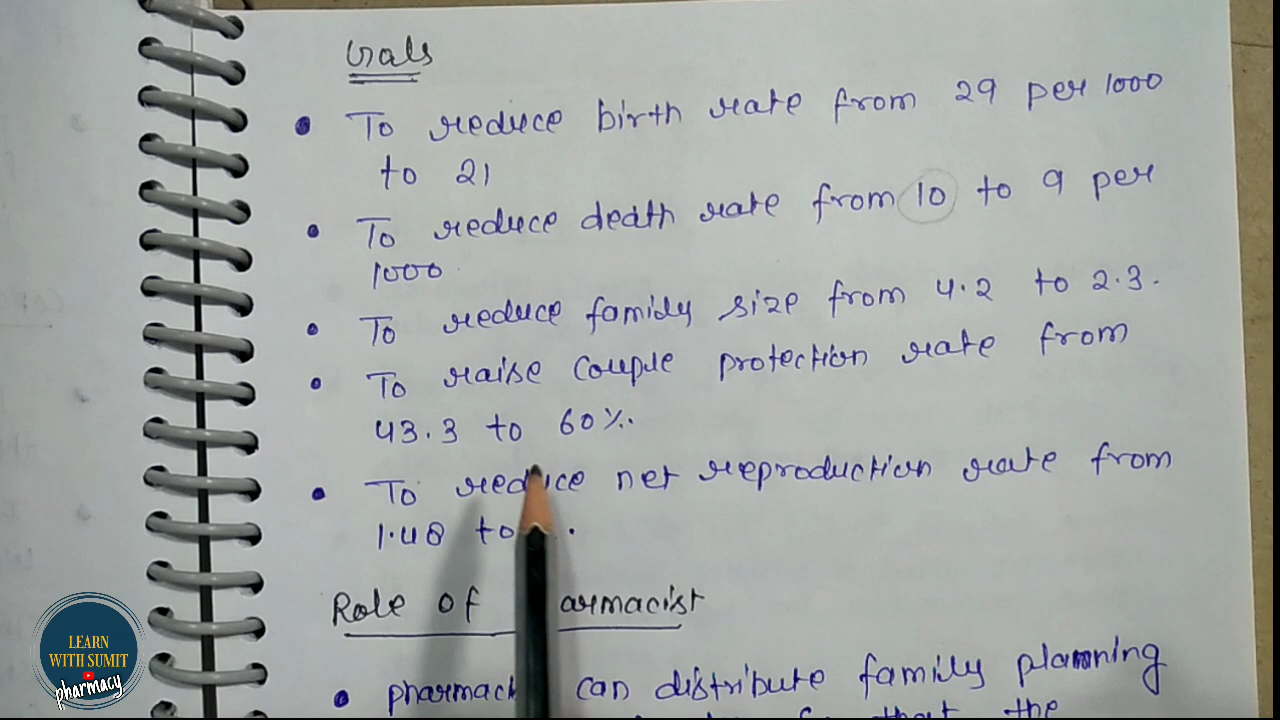 Goals
• To reduce birth rate from 29 per 1000
to 21
• To reduce death rate from 10 to 9 per
1000
• To reduce family size from 4.2 to 2.3.
• To raise couple protection rate from
43.3 to 60%.
• To reduce net reproduction rate from
1.48 to .
Role of armacist
• pharmac can distribute family planning
that the
LEARN
WITH SUMIT
pharmacy